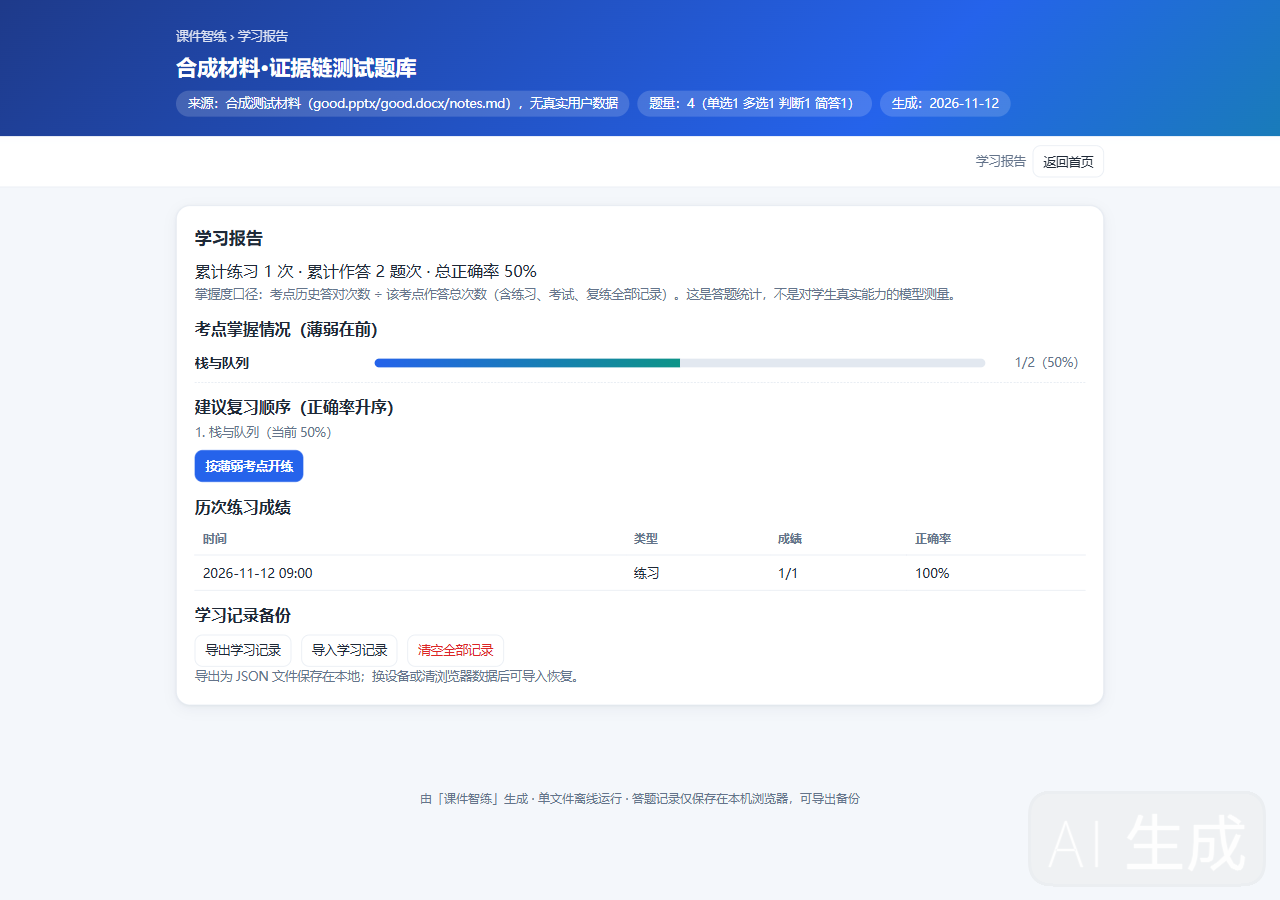 课件智练 › 学习报告
合成材料·证据链测试题库
来源：合成测试材料（good.pptx/good.docx/notes.md），无真实用户数据
题量：4（单选1 多选1 判断1 简答1）
生成：2026-11-12
学习报告
返回首页
学习报告
累计练习 1 次 · 累计作答 2 题次 · 总正确率 50%
掌握度口径：考点历史答对次数 ÷ 该考点作答总次数（含练习、考试、复练全部记录）。这是答题统计，不是对学生真实能力的模型测量。
考点掌握情况（薄弱在前）
栈与队列 1/2（50%）
建议复习顺序（正确率升序）
1. 栈与队列（当前 50%）
按薄弱考点开练
历次练习成绩
时间 类型 成绩 正确率
2026-11-12 09:00 练习 1/1 100%
学习记录备份
导出学习记录 导入学习记录 清空全部记录
导出为 JSON 文件保存在本地；换设备或清浏览器数据后可导入恢复。
由「课件智练」生成 · 单文件离线运行 · 答题记录仅保存在本机浏览器，可导出备份
AI 生成